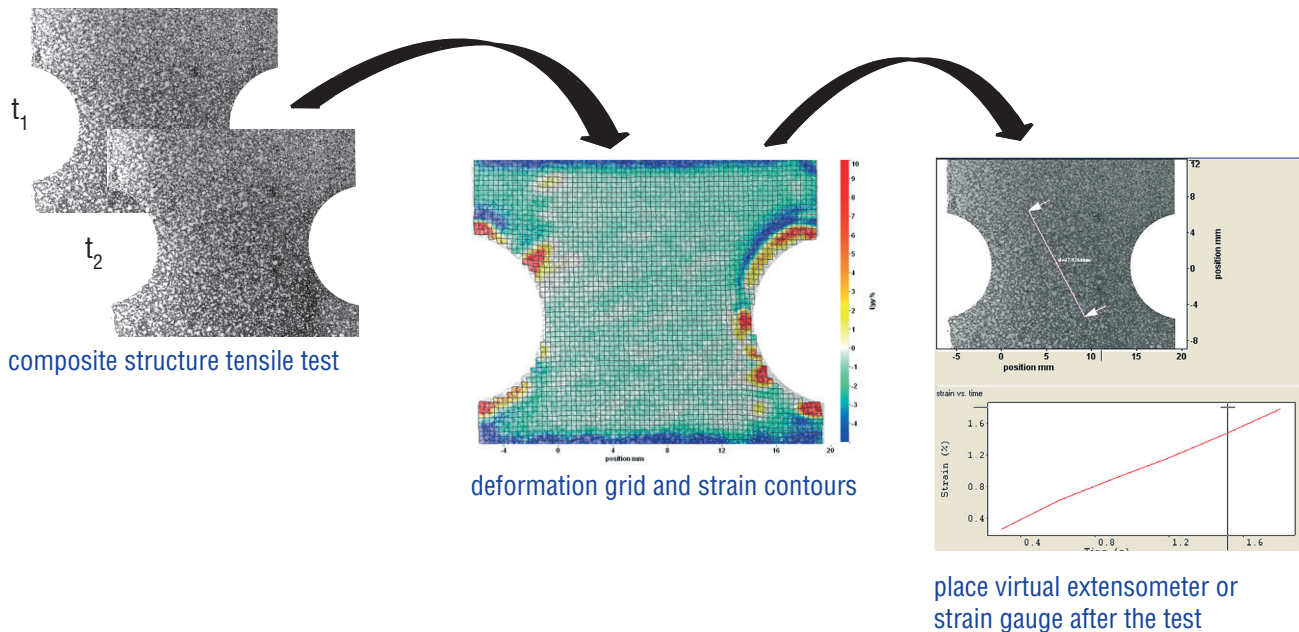 t1
t2
composite structure tensile test
10
9
8
7
6
5
4
3
2
1
0
-1
-2
-3
-4
Eyy %
-4 0 4 8 12 16 20
position mm
deformation grid and strain contours
12
8
4
0
-4
-8
position mm
-5 0 5 10 15 20
position mm
strain vs. time
Strain (%)
1.6
1.2
0.8
0.4
0.4 0.8 1.2 1.6
place virtual extensometer or
strain gauge after the test